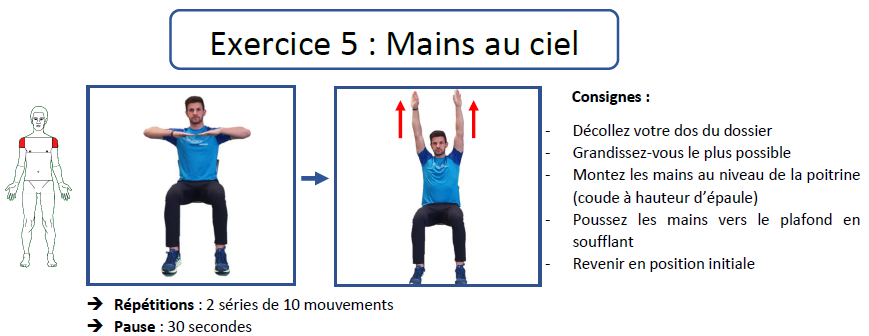 Exercice 5 : Mains au ciel
Consignes :
- Décollez votre dos du dossier
- Grandissez-vous le plus possible
- Montez les mains au niveau de la poitrine
(coude à hauteur d’épaule)
- Poussez les mains vers le plafond en
soufflant
- Revenir en position initiale
➔ Répétitions : 2 séries de 10 mouvements
➔ Pause : 30 secondes